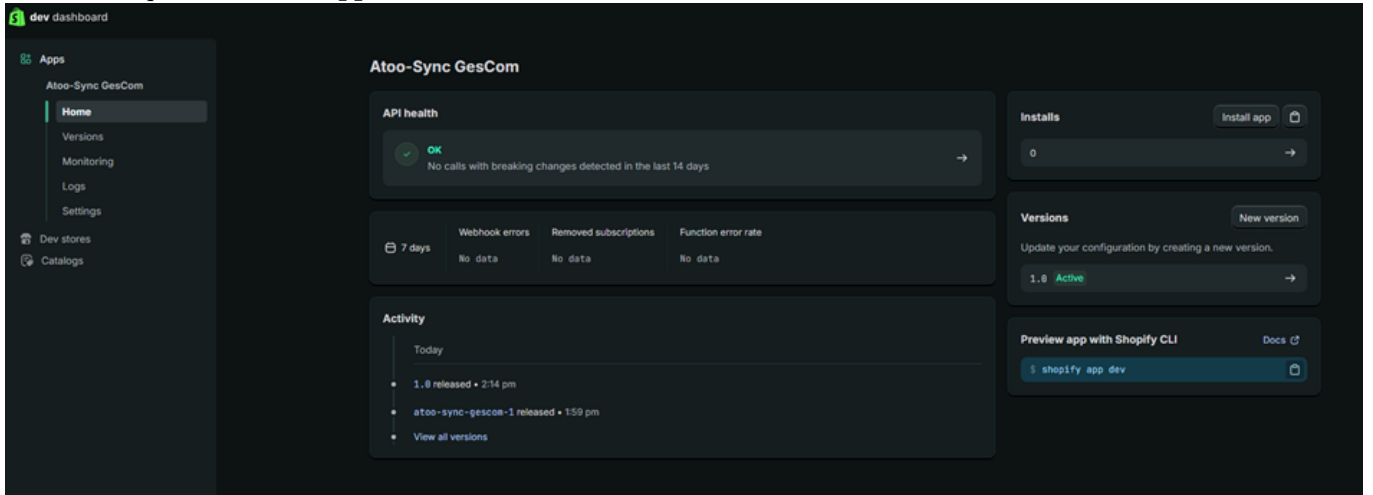 dev dashboard
Apps
Atoo-Sync GesCom
Home
Versions
Monitoring
Logs
Settings
Dev stores
Catalogs
Atoo-Sync GesCom
API health
OK
No calls with breaking changes detected in the last 14 days
7 days
Webhook errors
No data
Removed subscriptions
No data
Function error rate
No data
Activity
Today
1.0 released • 2:14 pm
atoo-sync-gescom-1 released • 1:59 pm
View all versions
Installs
Install app
0
Versions
New version
Update your configuration by creating a new version.
1.0 Active
Preview app with Shopify CLI
Docs
$ shopify app dev